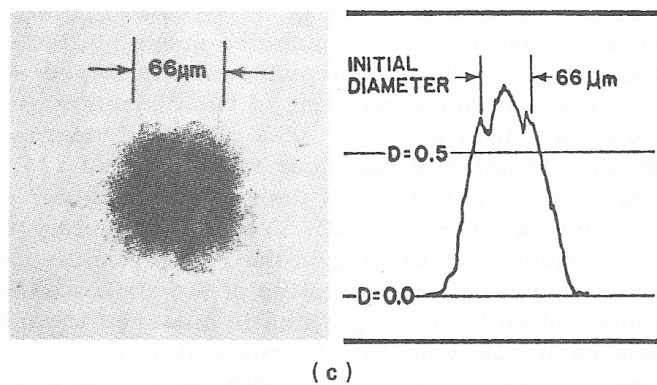 66μm
INITIAL
DIAMETER
66 μm
D=0.5
D=0.0
(c)